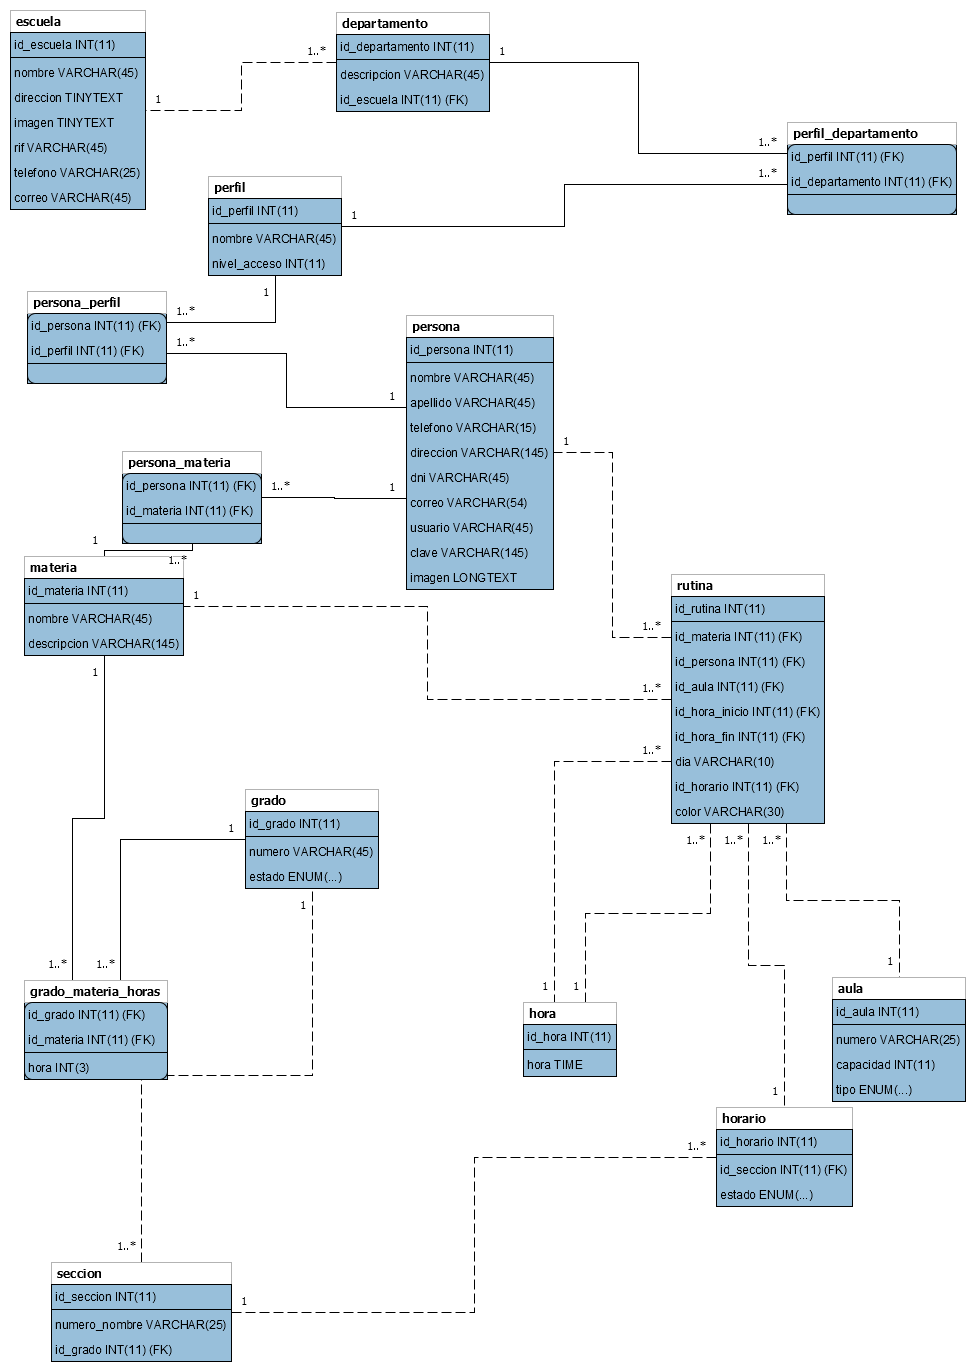 escuela
id_escuela INT(11)
nombre VARCHAR(45)
direccion TINYTEXT
imagen TINYTEXT
rif VARCHAR(45)
telefono VARCHAR(25)
correo VARCHAR(45)
1
1..*
departamento
id_departamento INT(11)
descripcion VARCHAR(45)
id_escuela INT(11) (FK)
1
1..*
1..*
perfil_departamento
id_perfil INT(11) (FK)
id_departamento INT(11) (FK)
perfil
id_perfil INT(11)
nombre VARCHAR(45)
nivel_acceso INT(11)
1
1
persona_perfil
id_persona INT(11) (FK)
id_perfil INT(11) (FK)
1..*
1..*
1
persona
id_persona INT(11)
nombre VARCHAR(45)
apellido VARCHAR(45)
telefono VARCHAR(15)
direccion VARCHAR(145)
dni VARCHAR(45)
correo VARCHAR(54)
usuario VARCHAR(45)
clave VARCHAR(145)
imagen LONGTEXT
1
1
persona_materia
id_persona INT(11) (FK)
id_materia INT(11) (FK)
1..*
1..*
1
materia
id_materia INT(11)
nombre VARCHAR(45)
descripcion VARCHAR(145)
1
1
rutina
id_rutina INT(11)
id_materia INT(11) (FK)
id_persona INT(11) (FK)
id_aula INT(11) (FK)
id_hora_inicio INT(11) (FK)
id_hora_fin INT(11) (FK)
dia VARCHAR(10)
id_horario INT(11) (FK)
color VARCHAR(30)
1..*
1..*
1..*
1..*
1..*
1..*
grado
id_grado INT(11)
numero VARCHAR(45)
estado ENUM(...)
1
1
1..*
1..*
grado_materia_horas
id_grado INT(11) (FK)
id_materia INT(11) (FK)
hora INT(3)
1
1
hora
id_hora INT(11)
hora TIME
1
aula
id_aula INT(11)
numero VARCHAR(25)
capacidad INT(11)
tipo ENUM(...)
1
horario
id_horario INT(11)
id_seccion INT(11) (FK)
estado ENUM(...)
1..*
1..*
seccion
id_seccion INT(11)
numero_nombre VARCHAR(25)
id_grado INT(11) (FK)
1